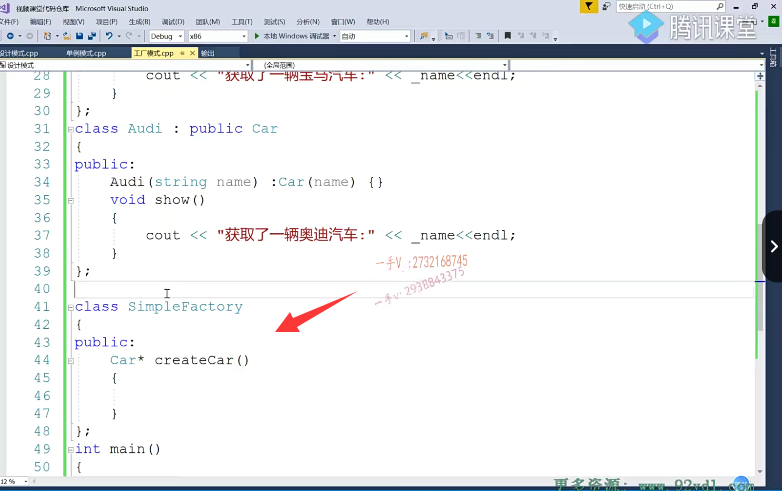 视频课堂代码仓库 - Microsoft Visual Studio
快速启动 (Ctrl+Q)
文件(F) 编辑(E) 视图(V) 项目(P) 生成(B) 调试(D) 团队(M) 工具(T) 测试(S) 分析(N) 窗口(W) 帮助(H)
Debug x86 本地 Windows 调试器 自动
腾讯课堂
设计模式.cpp 单例模式.cpp 工厂模式.cpp 输出
设计模式 (全局范围)
28 cout << "获取了一辆宝马汽车:" << _name<<endl;
29 }
30 };
31 class Audi : public Car
32 {
33 public:
34 Audi(string name) :Car(name) {}
35 void show()
36 {
37 cout << "获取了一辆奥迪汽车:" << _name<<endl;
38 }
39 };
一手V:2732168745
一手V:2938843375
40
41 class SimpleFactory
42 {
43 public:
44 Car* createCar()
45 {
46
47 }
48 };
49 int main()
50 {
12 %
更多资源: www.92vdl.com